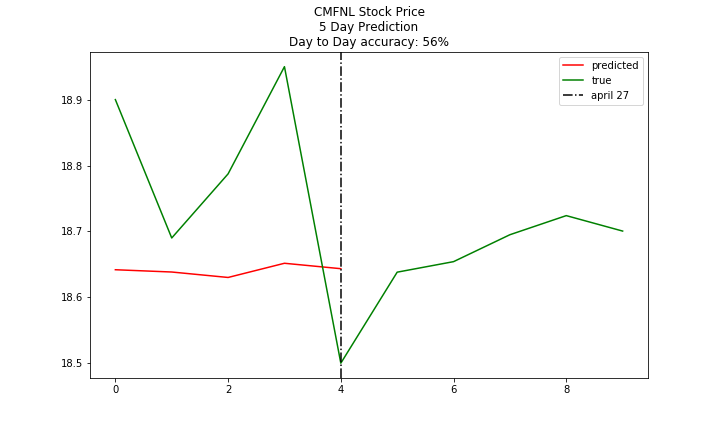 CMFNL Stock Price
5 Day Prediction
Day to Day accuracy: 56%
predicted
true
april 27
18.9
18.8
18.7
18.6
18.5
0 2 4 6 8